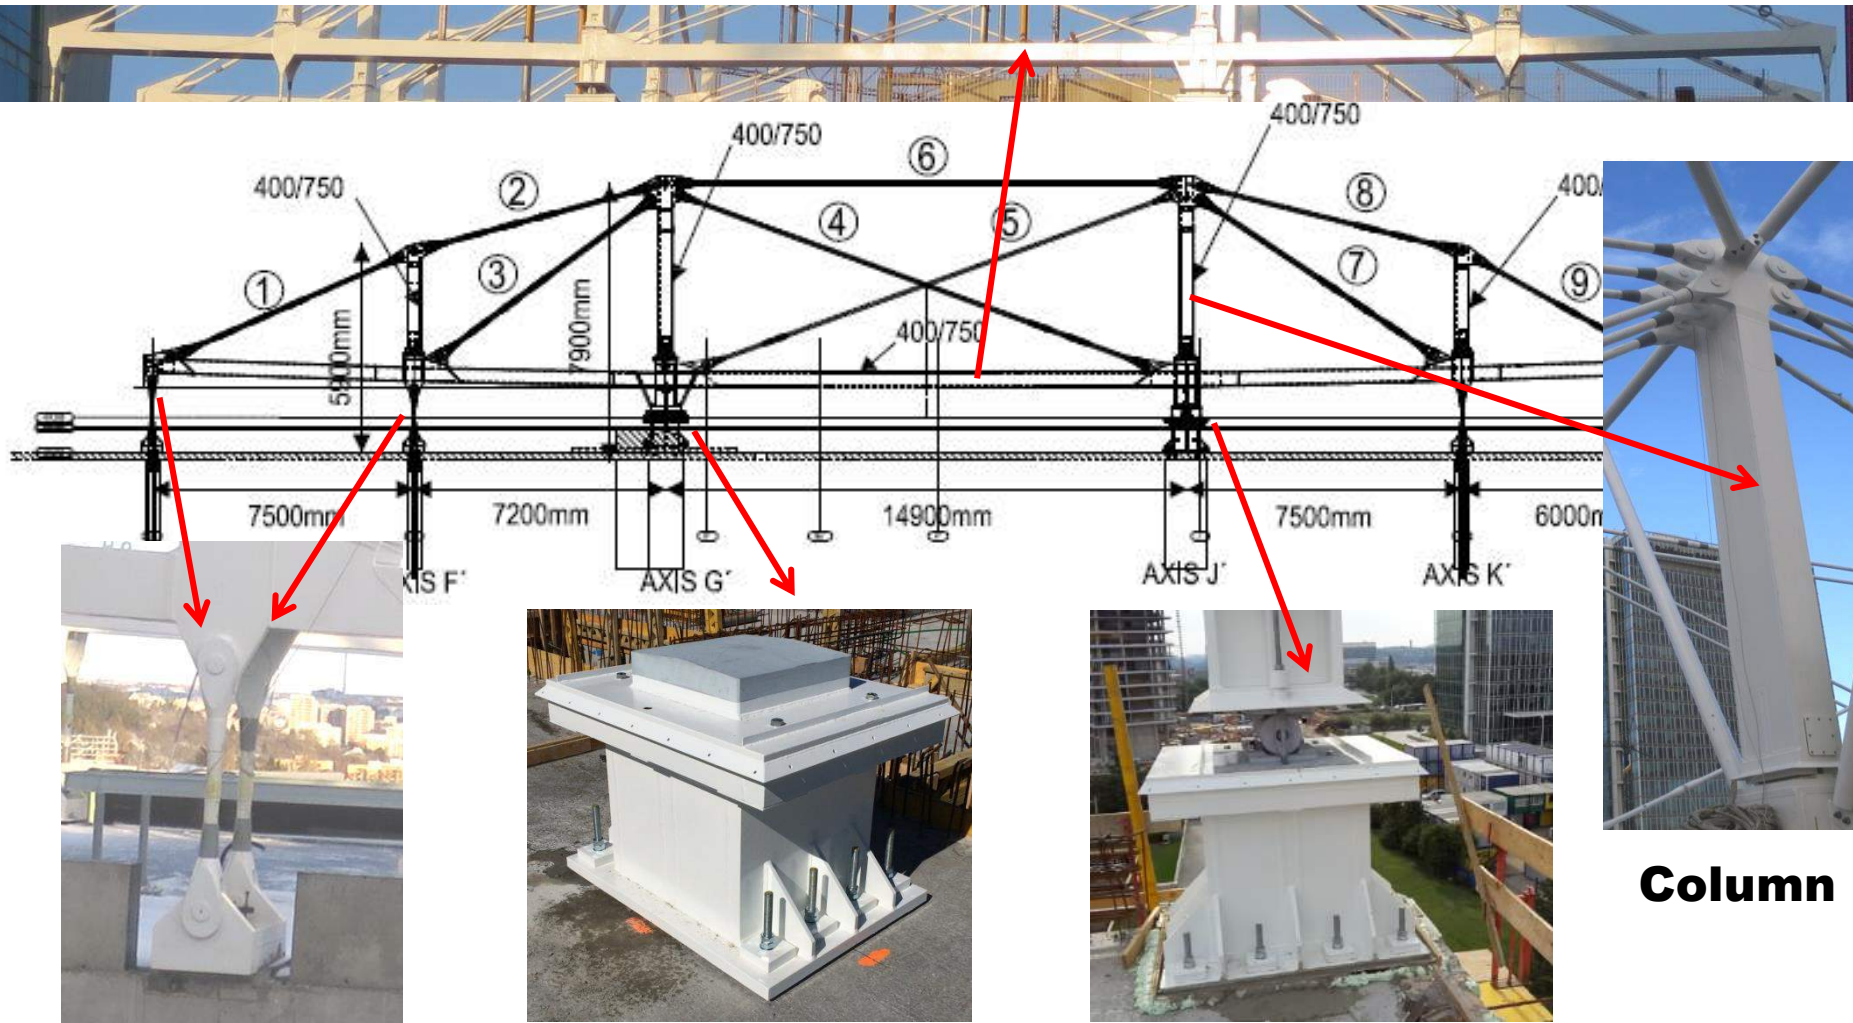 400/750
400/750
⑥
400/750
②
⑧
400/
④
⑤
③
⑦
①
⑨
5900mm
7900mm
400/750
7500mm
7200mm
14900mm
7500mm
6000m
AXIS F´
AXIS G´
AXIS J´
AXIS K´
Column